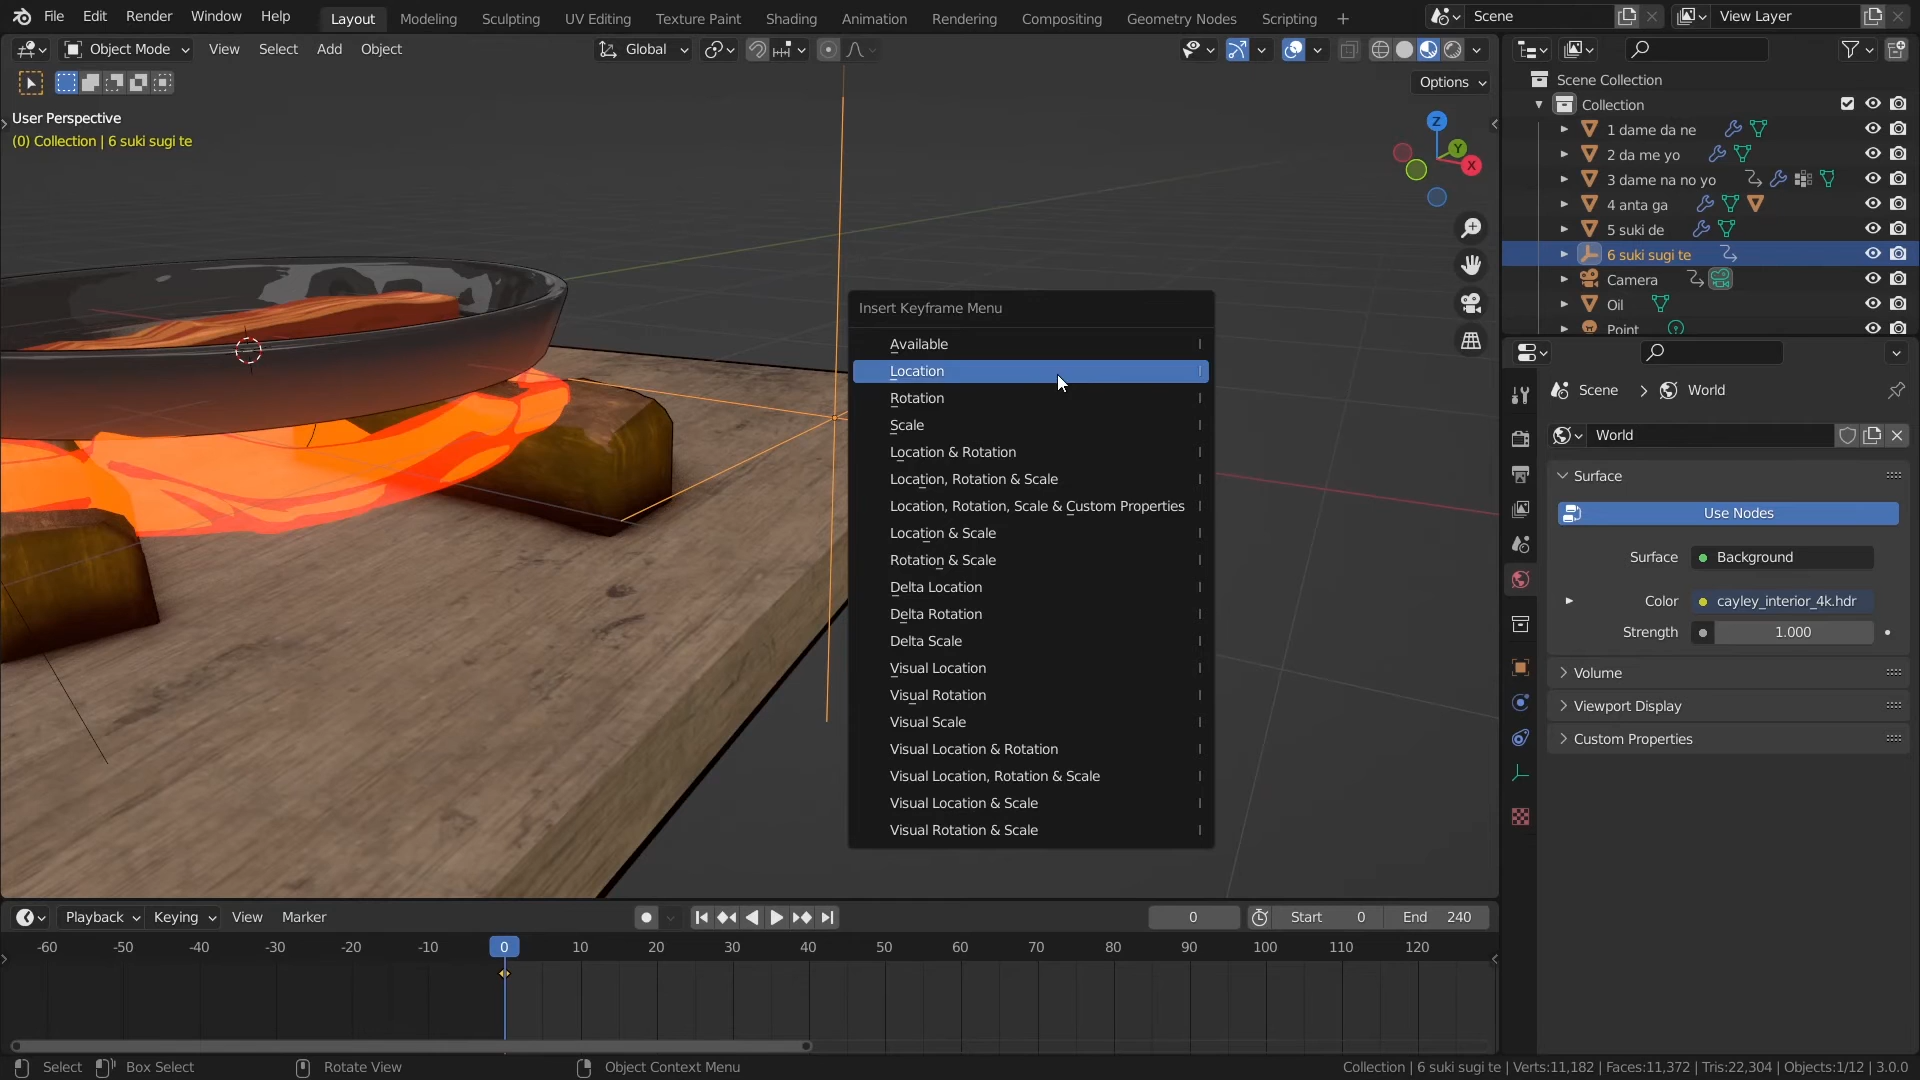 File Edit Render Window Help Layout Modeling Sculpting UV Editing Texture Paint Shading Animation Rendering Compositing Geometry Nodes Scripting + Scene View Layer
Object Mode View Select Add Object Global
Options
User Perspective
(0) Collection | 6 suki sugi te
Z
Y
X
Insert Keyframe Menu
Available I
Location I
Rotation I
Scale I
Location & Rotation I
Location, Rotation & Scale I
Location, Rotation, Scale & Custom Properties I
Location & Scale I
Rotation & Scale I
Delta Location I
Delta Rotation I
Delta Scale I
Visual Location I
Visual Rotation I
Visual Scale I
Visual Location & Rotation I
Visual Location, Rotation & Scale I
Visual Location & Scale I
Visual Rotation & Scale I
Scene Collection
Collection
1 dame da ne
2 da me yo
3 dame na no yo
4 anta ga
5 suki de
6 suki sugi te
Camera
Oil
Point
Scene > World
World
Surface
Use Nodes
Surface Background
Color cayley_interior_4k.hdr
Strength 1.000
Volume
Viewport Display
Custom Properties
Playback Keying View Marker 0 Start 0 End 240
-60 -50 -40 -30 -20 -10 0 10 20 30 40 50 60 70 80 90 100 110 120
Select Box Select Rotate View Object Context Menu Collection | 6 suki sugi te | Verts:11,182 | Faces:11,372 | Tris:22,304 | Objects:1/12 | 3.0.0